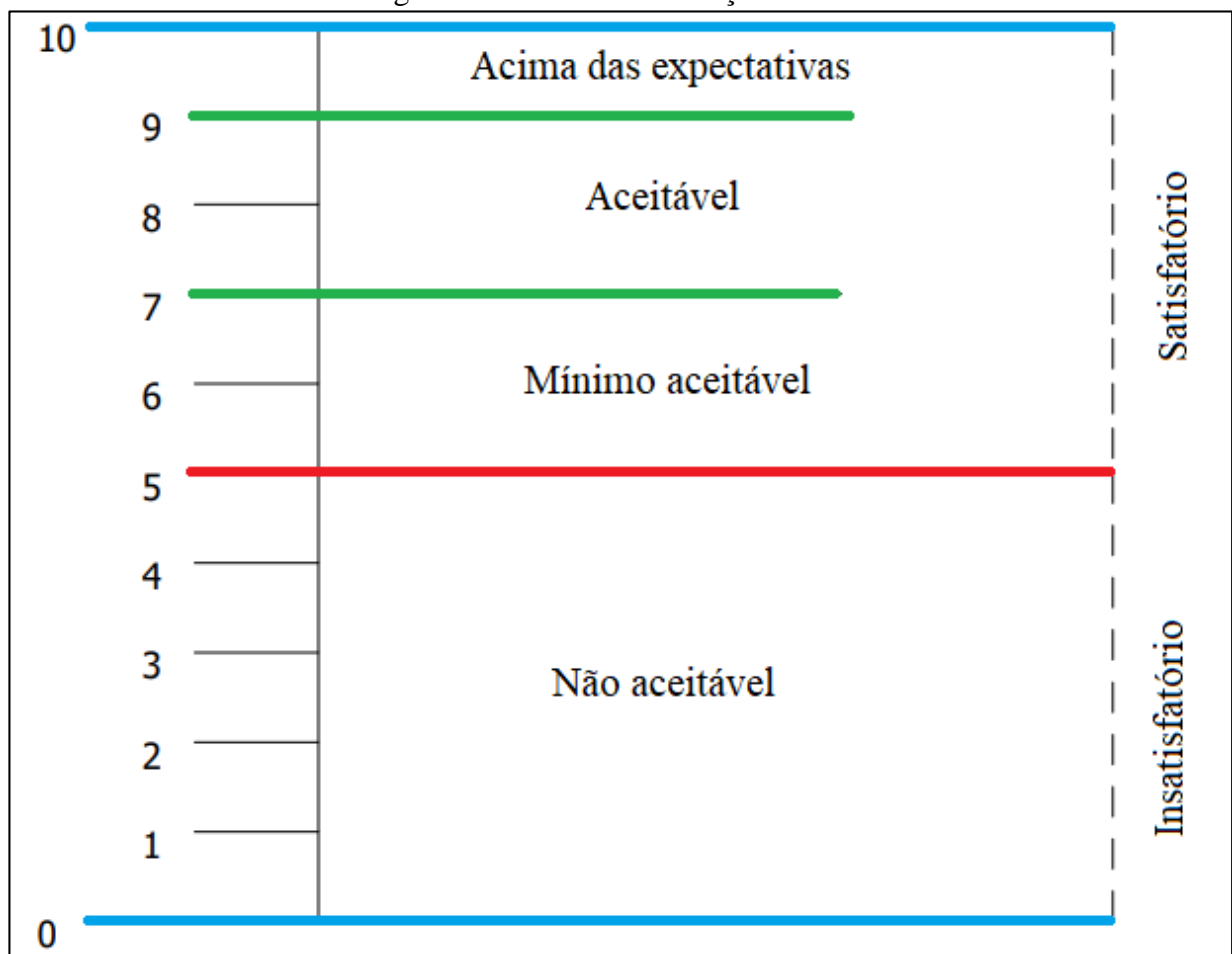 10
Acima das expectativas
9
Aceitável
8
7
Mínimo aceitável
6
5
4
3
Não aceitável
2
1
0
Satisfatório
Insatisfatório